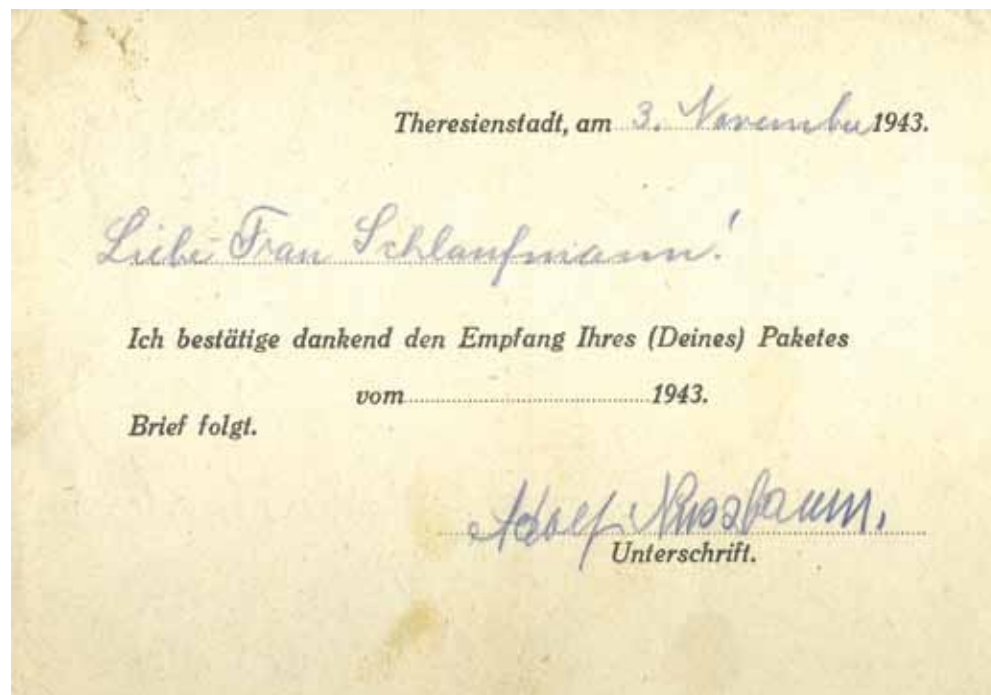 Theresienstadt, am 3. November 1943.
Liebe Frau Schlaufmann!
Ich bestätige dankend den Empfang Ihres (Deines) Paketes
vom.............................1943.
Brief folgt.
Adolf Nussbaum.
Unterschrift.